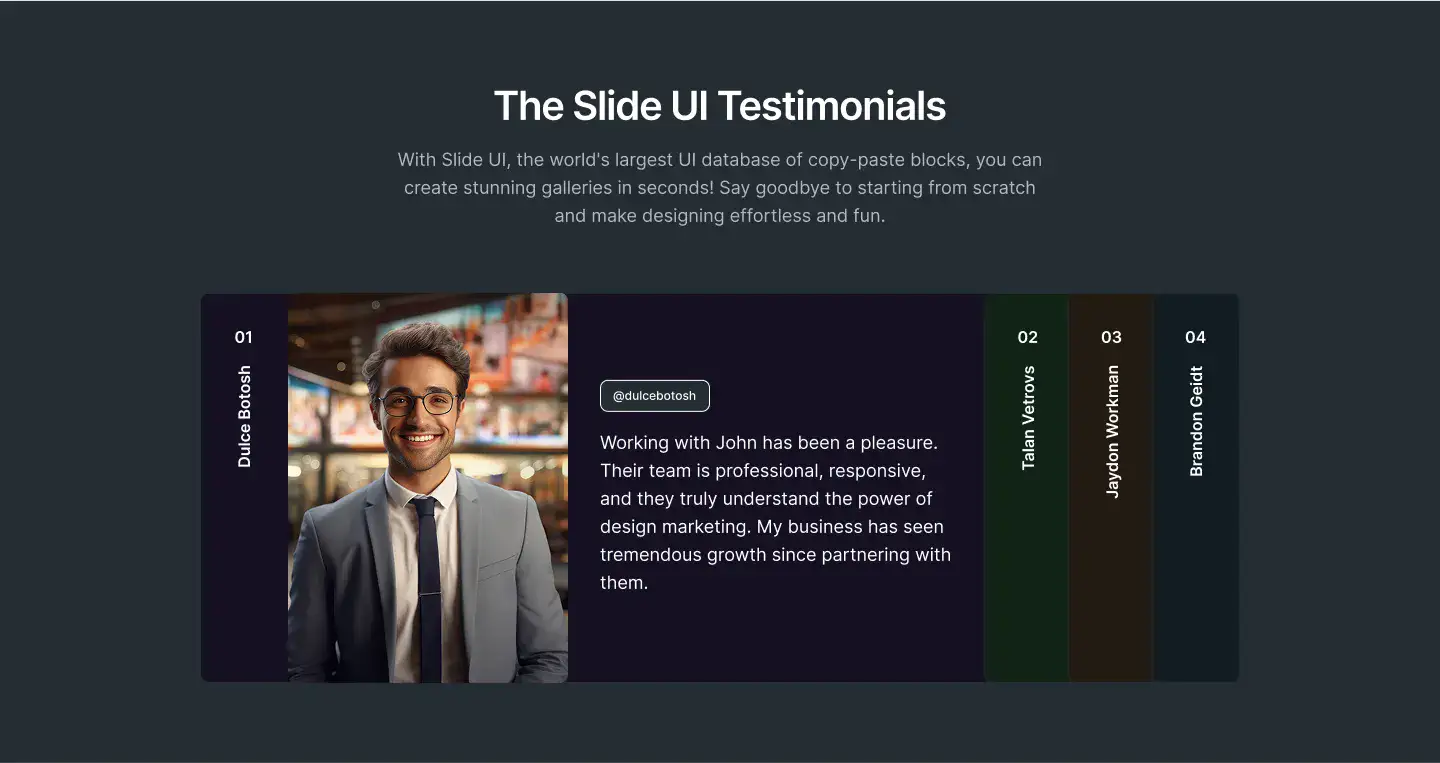 The Slide UI Testimonials
With Slide UI, the world's largest UI database of copy-paste blocks, you can
create stunning galleries in seconds! Say goodbye to starting from scratch
and make designing effortless and fun.
01
Dulce Botosh
@dulcebotosh
Working with John has been a pleasure.
Their team is professional, responsive,
and they truly understand the power of
design marketing. My business has seen
tremendous growth since partnering with
them.
02
Talan Vetrovs
03
Jaydon Workman
04
Brandon Geidt